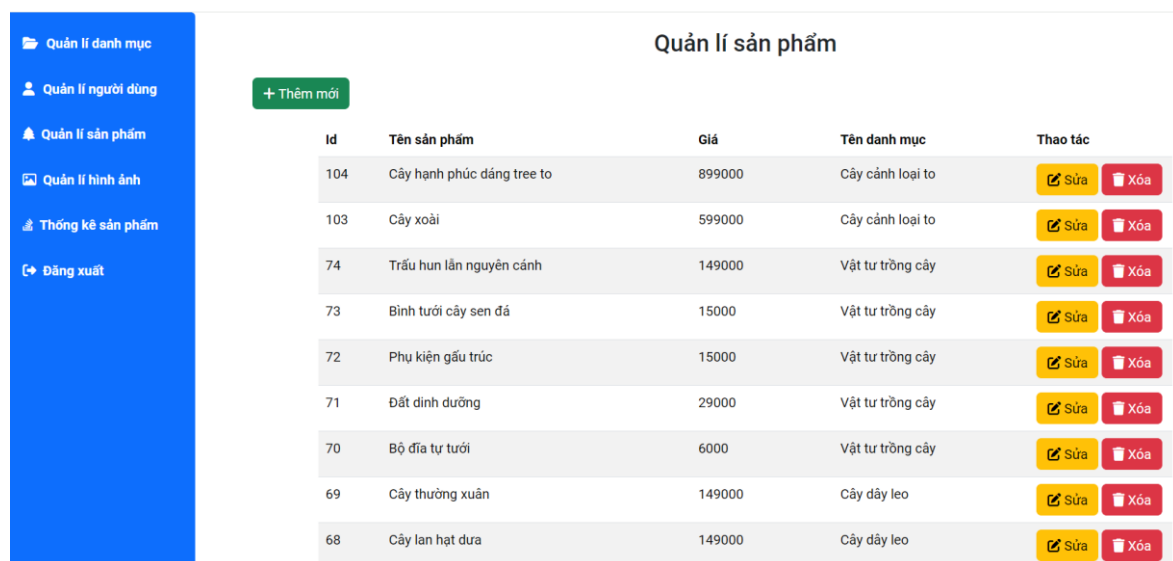 Quản lí danh mục
Quản lí người dùng
Quản lí sản phẩm
Quản lí hình ảnh
Thống kê sản phẩm
Đăng xuất
Quản lí sản phẩm
+ Thêm mới
Id Tên sản phẩm Giá Tên danh mục Thao tác
104 Cây hạnh phúc dáng tree to 899000 Cây cảnh loại to Sửa Xóa
103 Cây xoài 599000 Cây cảnh loại to Sửa Xóa
74 Trấu hun lẫn nguyên cánh 149000 Vật tư trồng cây Sửa Xóa
73 Bình tưới cây sen đá 15000 Vật tư trồng cây Sửa Xóa
72 Phụ kiện gấu trúc 15000 Vật tư trồng cây Sửa Xóa
71 Đất dinh dưỡng 29000 Vật tư trồng cây Sửa Xóa
70 Bộ đĩa tự tưới 6000 Vật tư trồng cây Sửa Xóa
69 Cây thường xuân 149000 Cây dây leo Sửa Xóa
68 Cây lan hạt dưa 149000 Cây dây leo Sửa Xóa